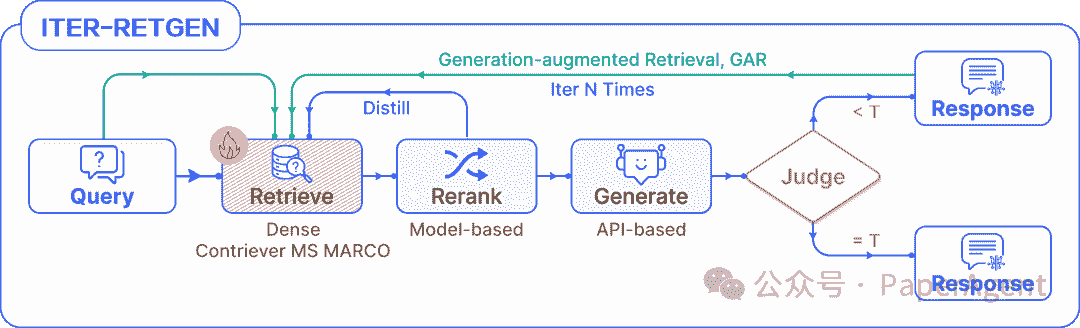 ITER-RETGEN
Generation-augmented Retrieval, GAR
Iter N Times
Distill
Query
Retrieve
Dense
Contriever MS MARCO
Rerank
Model-based
Generate
API-based
Judge
< T
Response
= T
Response
公众号 · PaperAgent